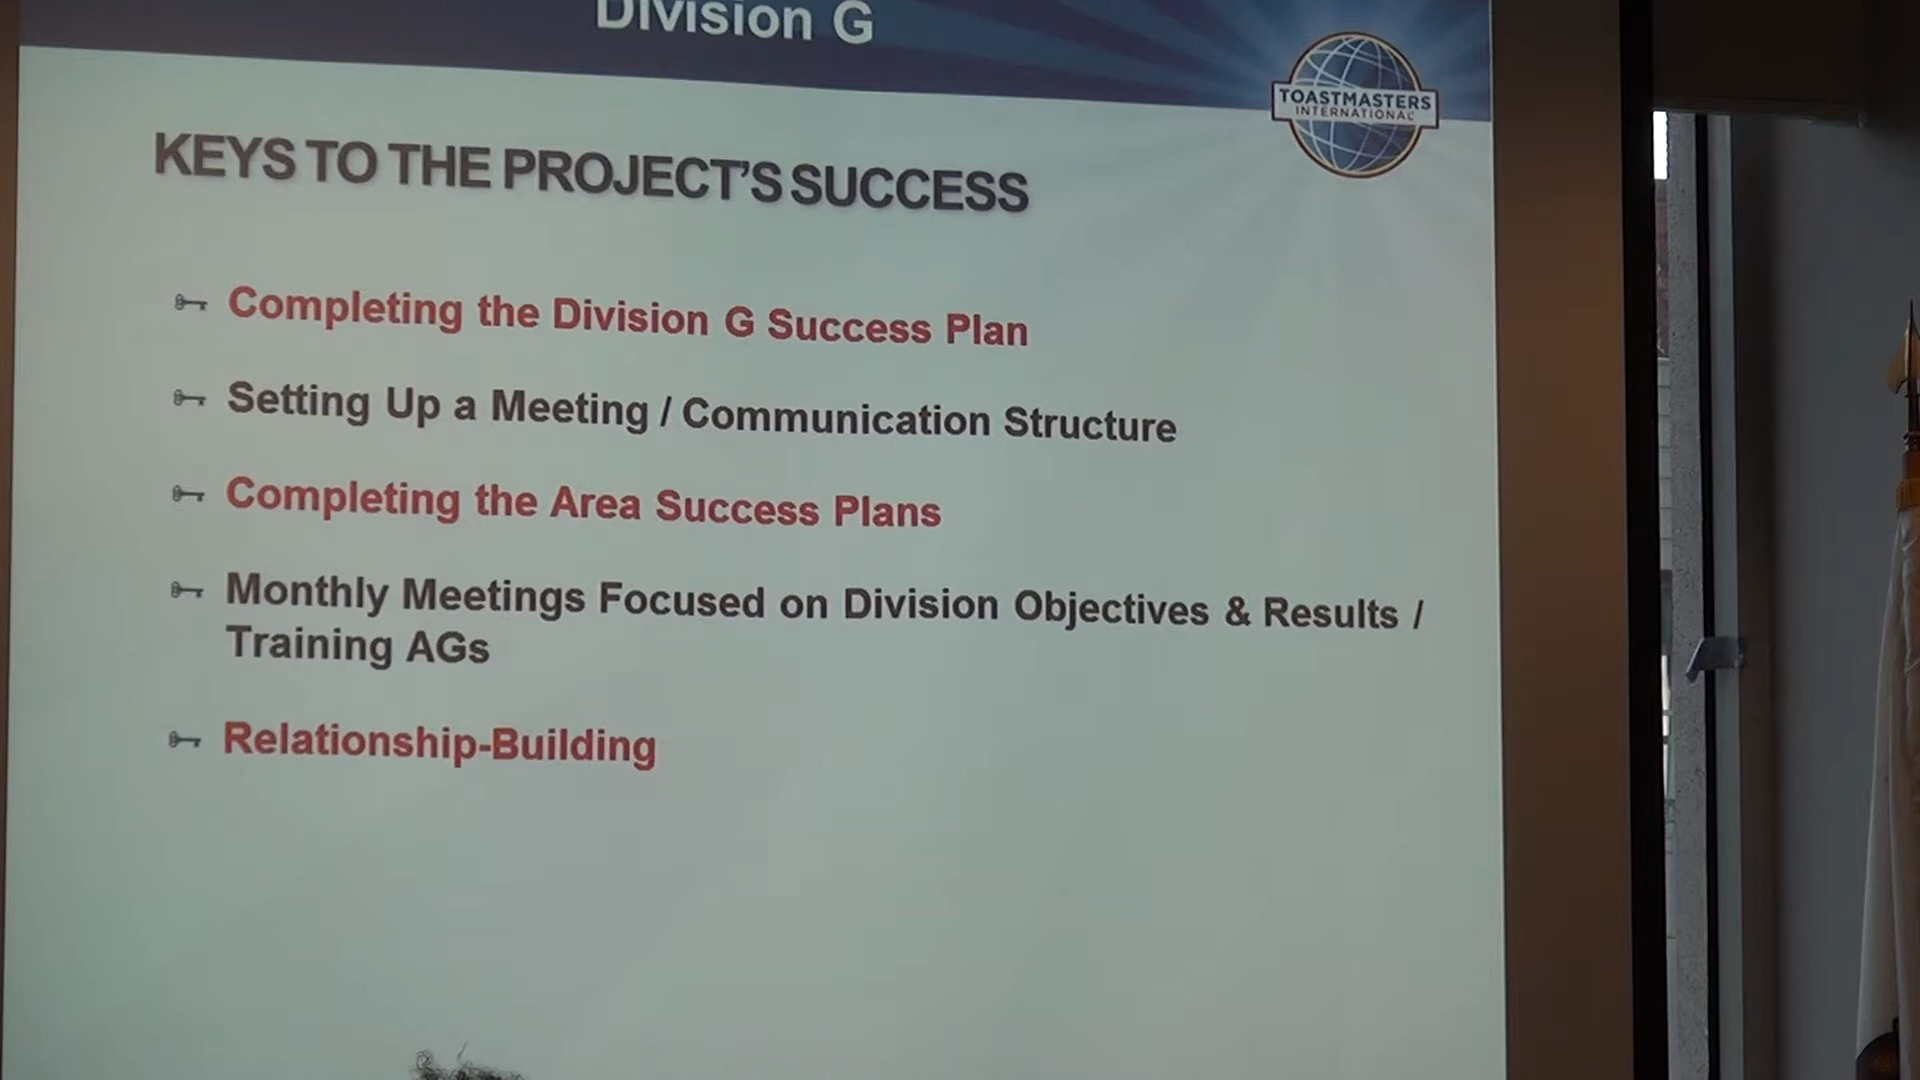 Division G
TOASTMASTERS
INTERNATIONAL
KEYS TO THE PROJECT'S SUCCESS
Completing the Division G Success Plan
Setting Up a Meeting / Communication Structure
Completing the Area Success Plans
Monthly Meetings Focused on Division Objectives & Results /
Training AGs
Relationship-Building